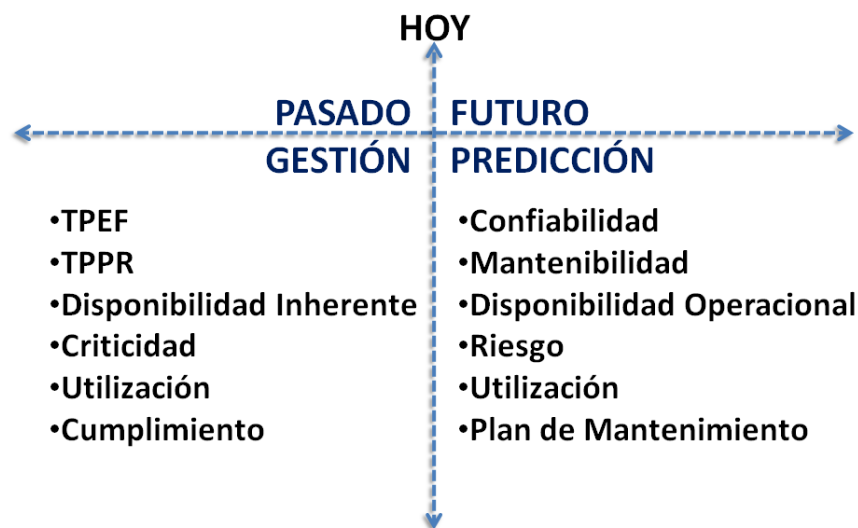 HOY
PASADO
GESTIÓN
•TPEF
•TPPR
•Disponibilidad Inherente
•Criticidad
•Utilización
•Cumplimiento
FUTURO
PREDICCIÓN
•Confiabilidad
•Mantenibilidad
•Disponibilidad Operacional
•Riesgo
•Utilización
•Plan de Mantenimiento